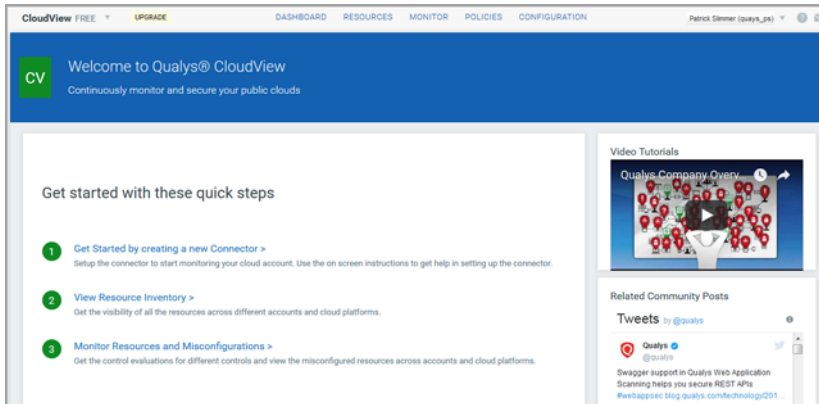 CloudView FREE UPGRADE DASHBOARD RESOURCES MONITOR POLICIES CONFIGURATION Patrick Slimmer (quays_ps)
CV
Welcome to Qualys® CloudView
Continuously monitor and secure your public clouds
Get started with these quick steps
1 Get Started by creating a new Connector >
Setup the connector to start monitoring your cloud account. Use the on screen instructions to get help in setting up the connector.
2 View Resource Inventory >
Get the visibility of all the resources across different accounts and cloud platforms.
3 Monitor Resources and Misconfigurations >
Get the control evaluations for different controls and view the misconfigured resources across accounts and cloud platforms.
Video Tutorials
Qualys Company Overv...
Related Community Posts
Tweets by @qualys
Qualys
@qualys
Swagger support in Qualys Web Application
Scanning helps you secure REST APIs
#webappsec blog.qualys.com/technology/201...